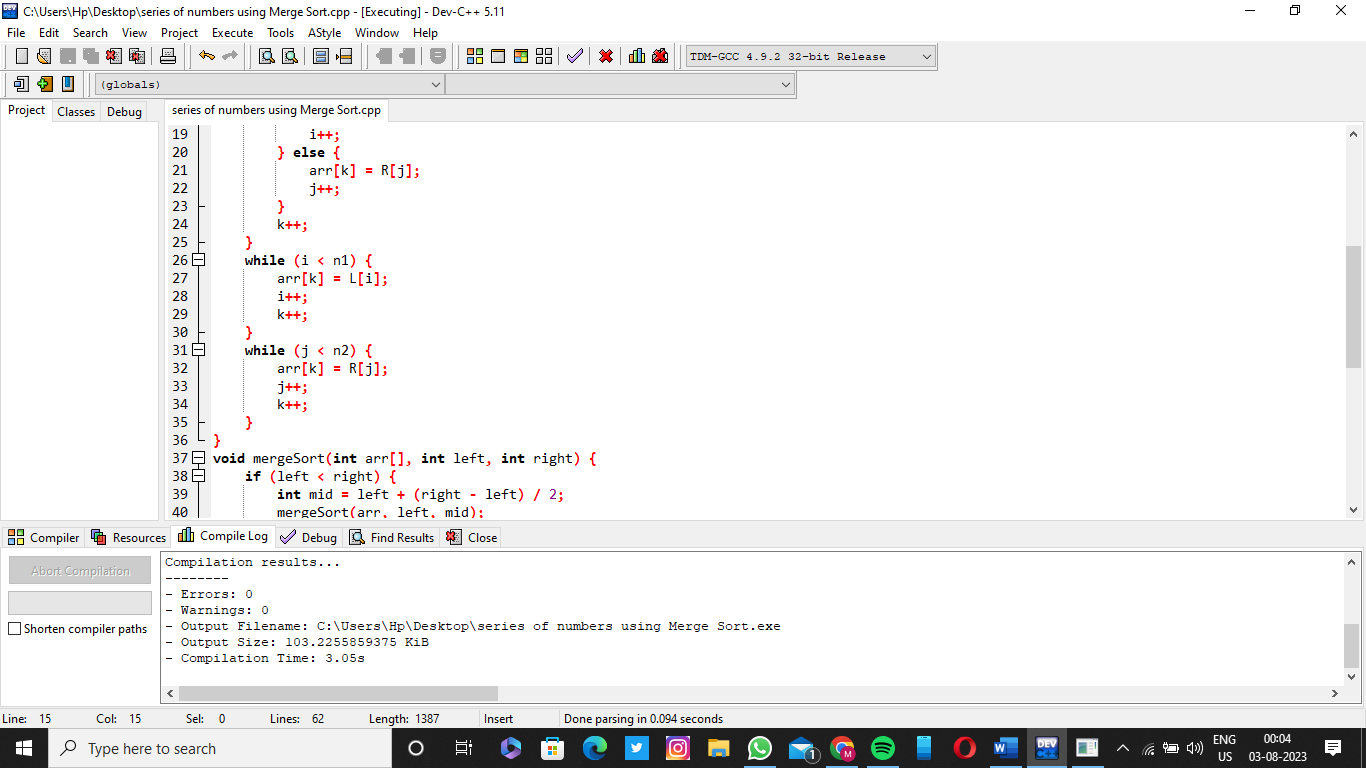 C:\Users\Hp\Desktop\series of numbers using Merge Sort.cpp - [Executing] - Dev-C++ 5.11
File Edit Search View Project Execute Tools AStyle Window Help
TDM-GCC 4.9.2 32-bit Release
(globals)
Project Classes Debug
series of numbers using Merge Sort.cpp
19 i++;
20 } else {
21 arr[k] = R[j];
22 j++;
23 }
24 k++;
25 }
26 while (i < n1) {
27 arr[k] = L[i];
28 i++;
29 k++;
30 }
31 while (j < n2) {
32 arr[k] = R[j];
33 j++;
34 k++;
35 }
36 }
37 void mergeSort(int arr[], int left, int right) {
38 if (left < right) {
39 int mid = left + (right - left) / 2;
40 mergeSort(arr, left, mid);
Compiler Resources Compile Log Debug Find Results Close
Abort Compilation
Shorten compiler paths
Compilation results...
--------
- Errors: 0
- Warnings: 0
- Output Filename: C:\Users\Hp\Desktop\series of numbers using Merge Sort.exe
- Output Size: 103.2255859375 KiB
- Compilation Time: 3.05s
Line: 15 Col: 15 Sel: 0 Lines: 62 Length: 1387 Insert Done parsing in 0.094 seconds
Type here to search
1
M
W
DEV C++
ENG
US
00:04
03-08-2023